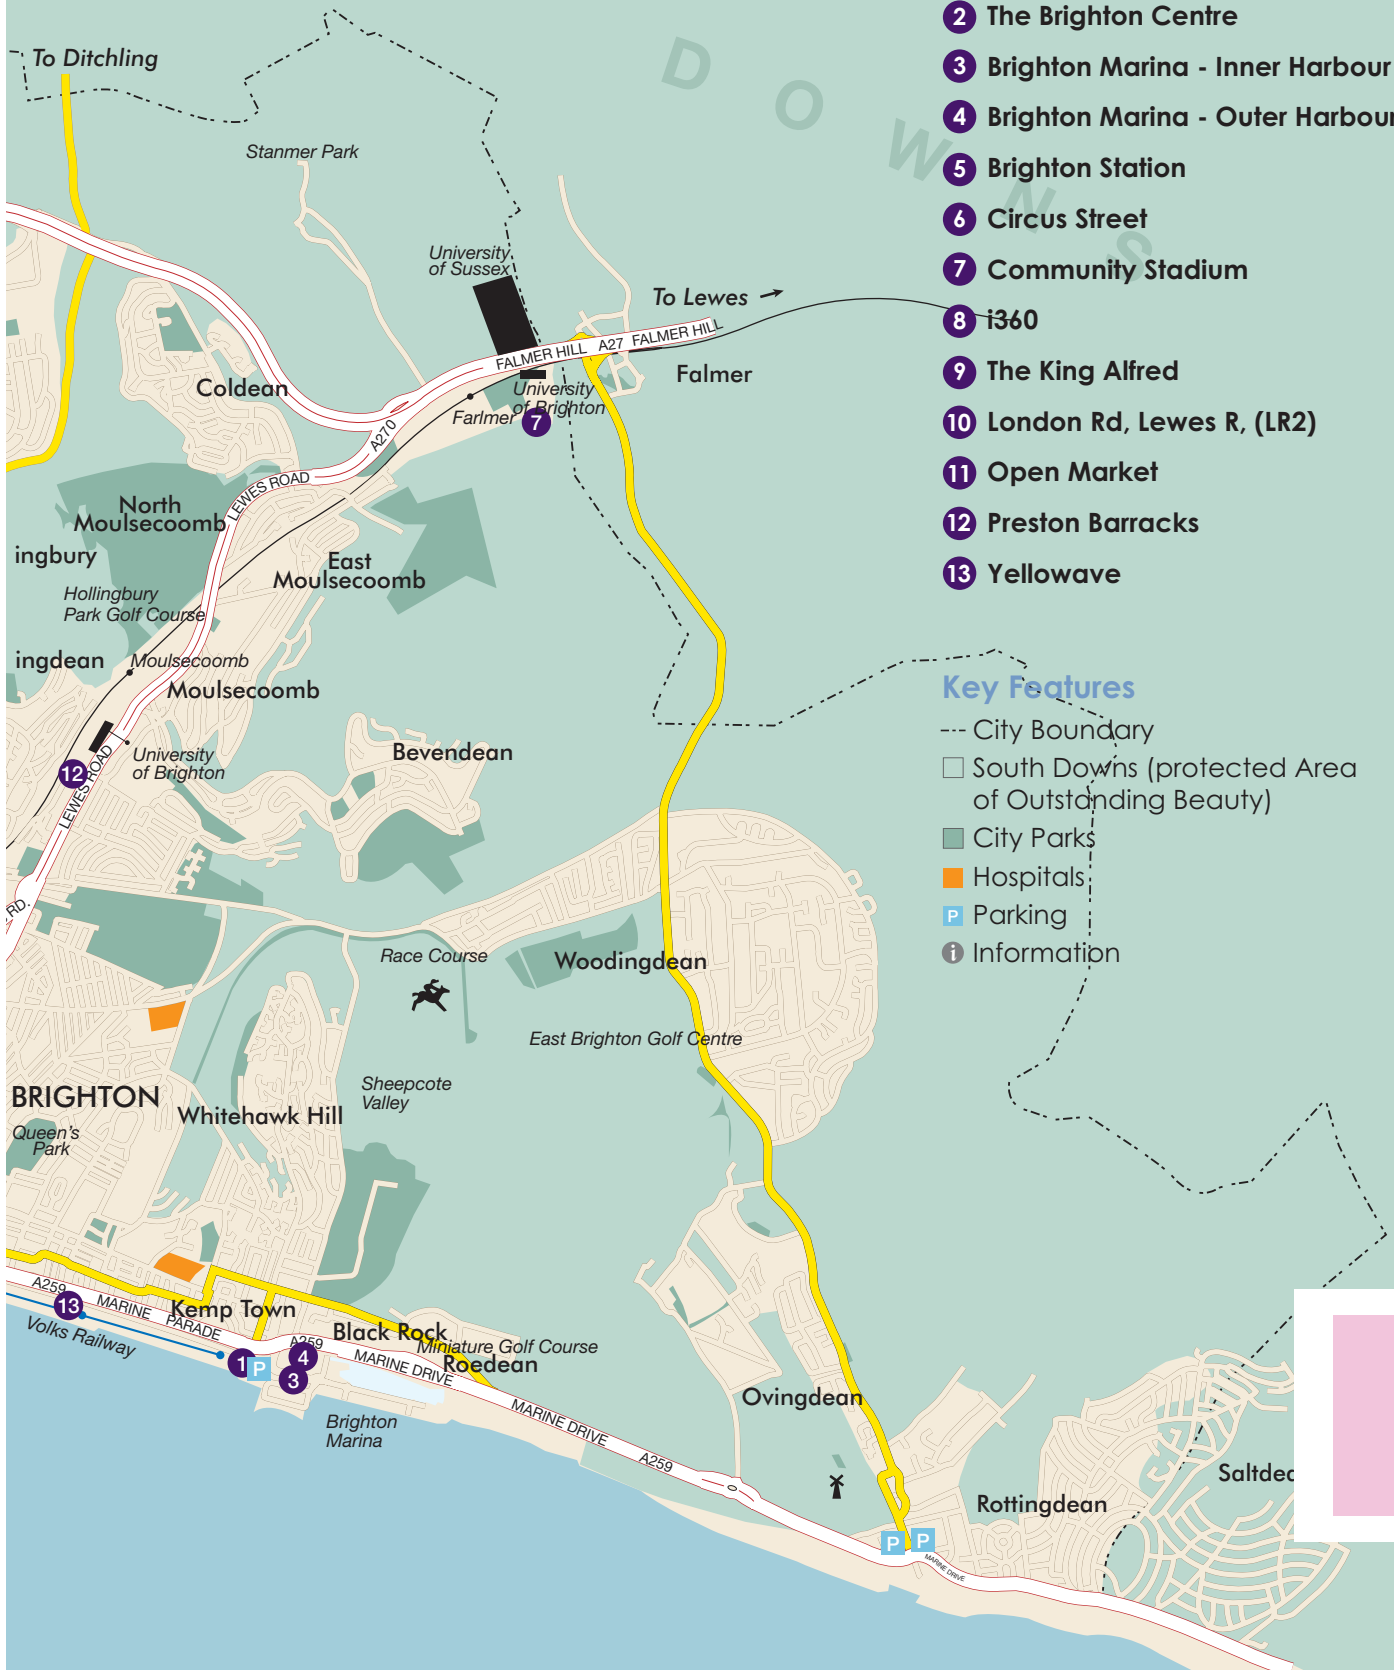 To Ditchling
Stanmer Park
D O W N S
University
of Sussex
To Lewes
FALMER HILL A27 FALMER HILL
Coldean
University
of Brighton
Falmer
Farlmer
7
A270
LEWES ROAD
North
Moulsecoomb
ingbury
East
Moulsecoomb
Hollingbury
Park Golf Course
ingdean
Moulsecoomb
Moulsecoomb
University
of Brighton
12
LEWES ROAD
Bevendean
RD.
Race Course
Woodingdean
East Brighton Golf Centre
Sheepcote
Valley
BRIGHTON
Whitehawk Hill
Queen's
Park
A259
13
MARINE PARADE
Kemp Town
Volks Railway
A259
Black Rock
Miniature Golf Course
Roedean
1
P
4
3
MARINE DRIVE
Brighton
Marina
MARINE DRIVE
A259
Ovingdean
Saltdea
Rottingdean
P P
MARINE DRIVE
2 The Brighton Centre
3 Brighton Marina - Inner Harbour
4 Brighton Marina - Outer Harbour
5 Brighton Station
6 Circus Street
7 Community Stadium
8 i360
9 The King Alfred
10 London Rd, Lewes R, (LR2)
11 Open Market
12 Preston Barracks
13 Yellowave
Key Features
City Boundary
South Downs (protected Area
of Outstanding Beauty)
City Parks
Hospitals
P Parking
i Information